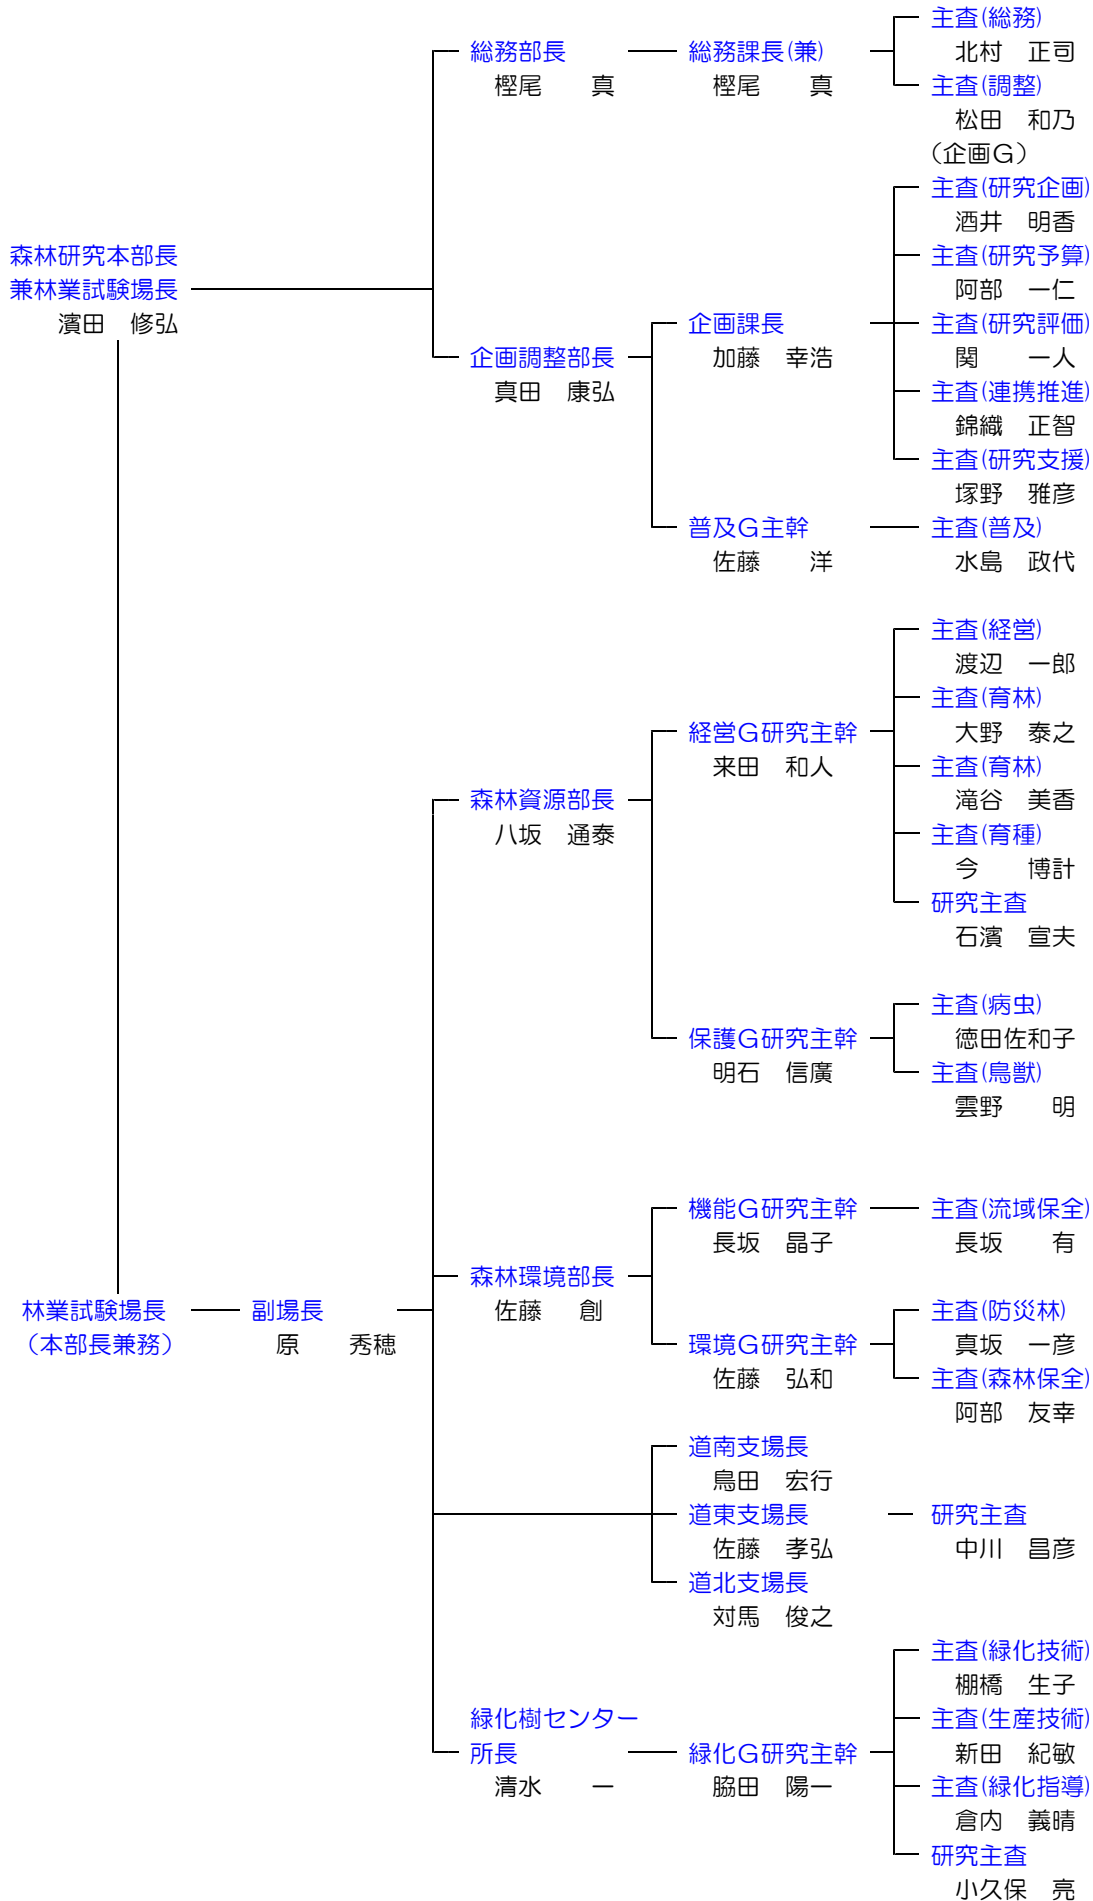 主査(総務)
総務部長　総務課長(兼)　北村　正司
樫尾　　真　樫尾　　真　主査(調整)
松田　和乃
（企画G）
主査(研究企画)
酒井　明香
森林研究本部長　主査(研究予算)
兼林業試験場長　阿部　一仁
濱田　修弘　企画課長　主査(研究評価)
企画調整部長　加藤　幸浩　関　　一人
真田　康弘　主査(連携推進)
錦織　正智
主査(研究支援)
塚野　雅彦
普及G主幹　主査(普及)
佐藤　　洋　水島　政代
主査(経営)
渡辺　一郎
主査(育林)
経営G研究主幹　大野　泰之
来田　和人　主査(育林)
森林資源部長　滝谷　美香
八坂　通泰　主査(育種)
今　　博計
研究主査
石濱　宣夫
主査(病虫)
保護G研究主幹　徳田佐和子
明石　信廣　主査(鳥獣)
雲野　　明
機能G研究主幹　主査(流域保全)
長坂　晶子　長坂　　有
森林環境部長
林業試験場長　副場長　佐藤　創　主査(防災林)
（本部長兼務）　原　　秀穂　環境G研究主幹　真坂　一彦
佐藤　弘和　主査(森林保全)
阿部　友幸
道南支場長
鳥田　宏行
道東支場長　研究主査
佐藤　孝弘　中川　昌彦
道北支場長
対馬　俊之
主査(緑化技術)
棚橋　生子
緑化樹センター　主査(生産技術)
所長　緑化G研究主幹　新田　紀敏
清水　　一　脇田　陽一　主査(緑化指導)
倉内　義晴
研究主査
小久保　亮